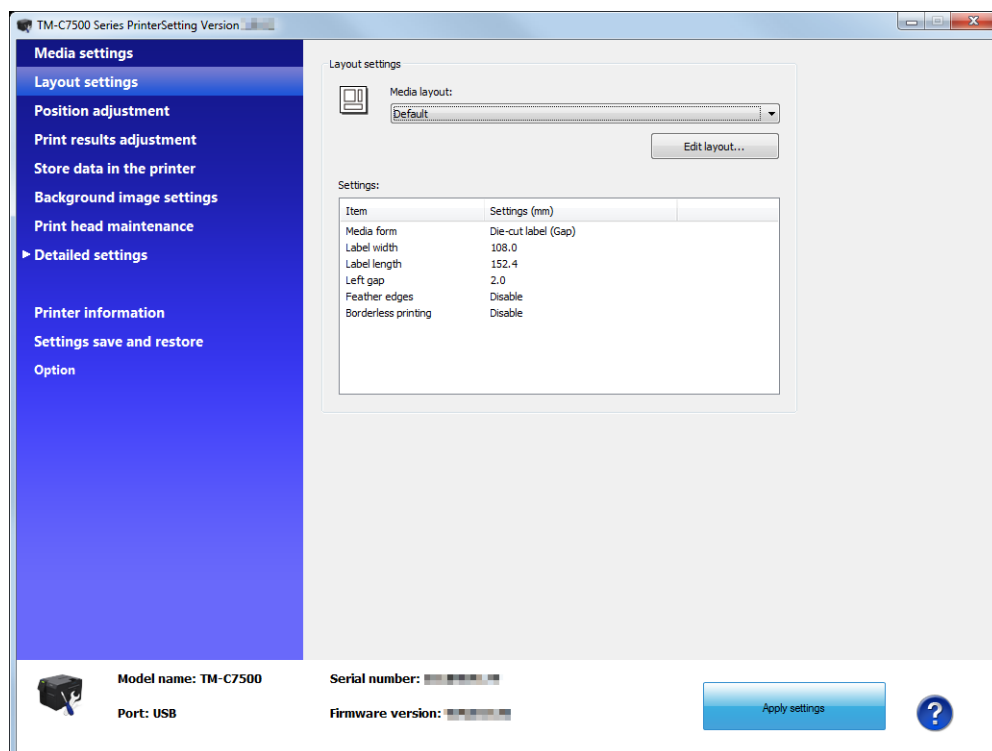 TM-C7500 Series PrinterSetting Version
Media settings
Layout settings
Position adjustment
Print results adjustment
Store data in the printer
Background image settings
Print head maintenance
Detailed settings
Printer information
Settings save and restore
Option
Layout settings
Media layout:
Default
Edit layout...
Settings:
Item Settings (mm)
Media form Die-cut label (Gap)
Label width 108.0
Label length 152.4
Left gap 2.0
Feather edges Disable
Borderless printing Disable
Model name: TM-C7500 Serial number:
Port: USB Firmware version:
Apply settings
?